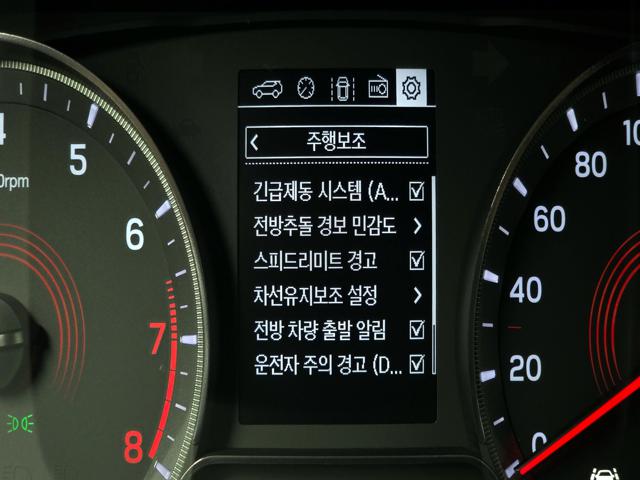 주행보조
긴급제동 시스템 (A...
전방추돌 경보 민감도
스피드리미트 경고
차선유지보조 설정
전방 차량 출발 알림
운전자 주의 경고 (D...
4
5
0rpm
6
7
8
10
80
60
40
20
0